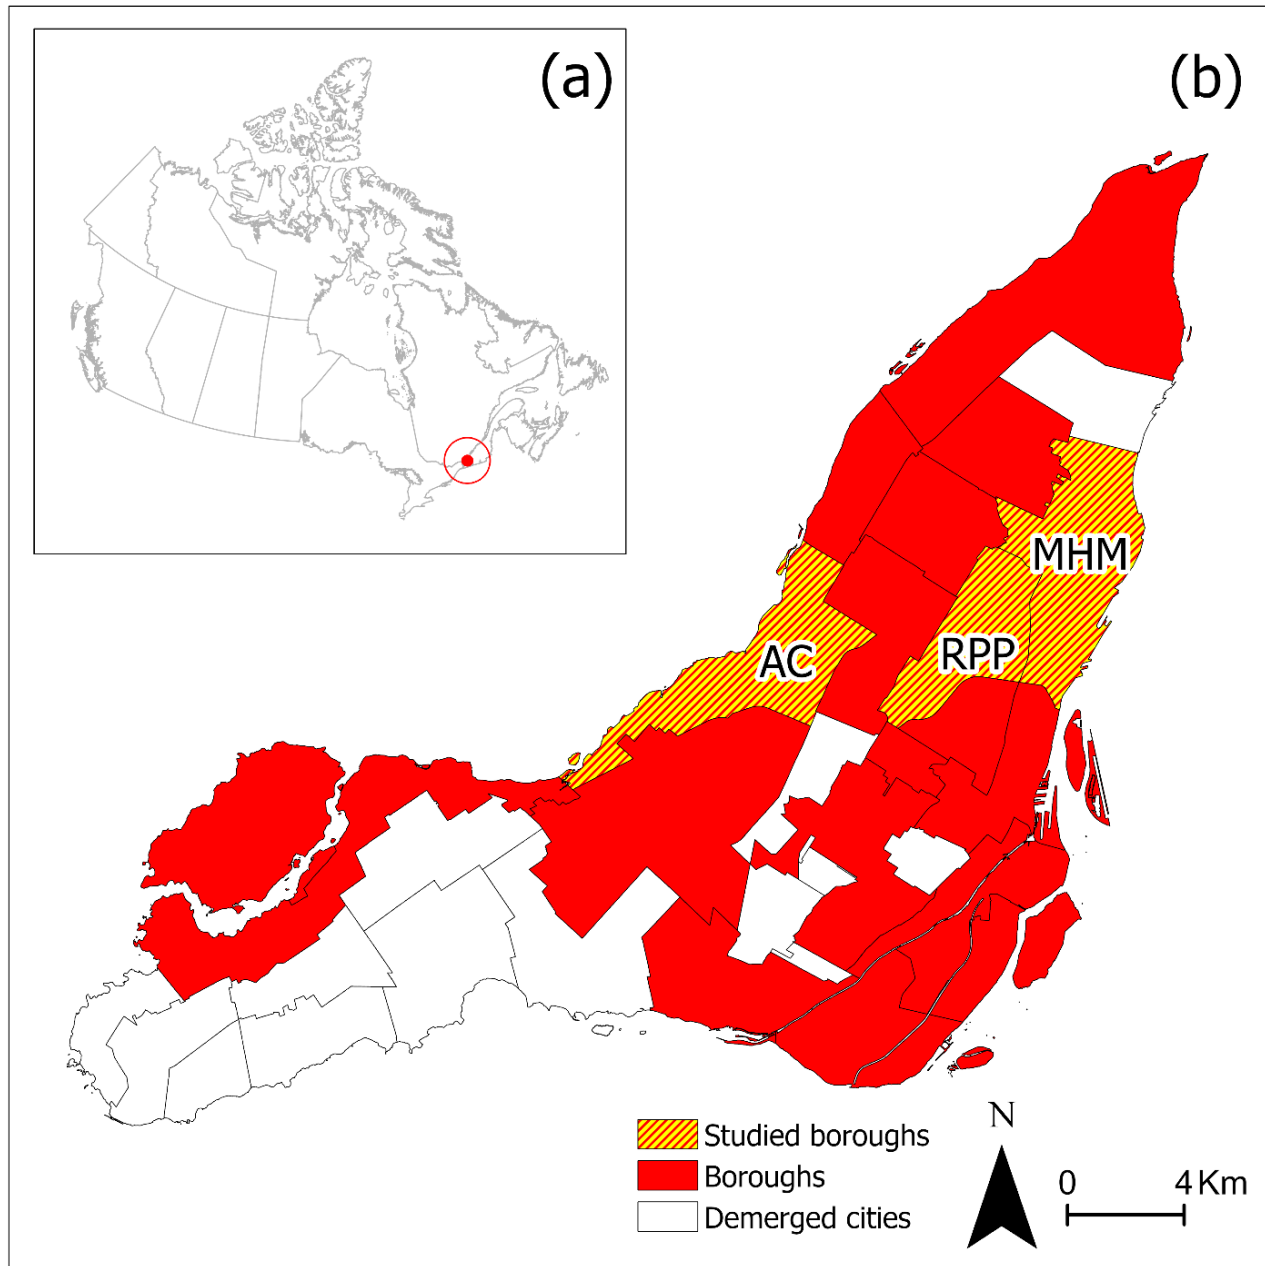 (a)
(b)
MHM
RPP
AC
N
Studied boroughs
Boroughs
Demerged cities
0 4 Km